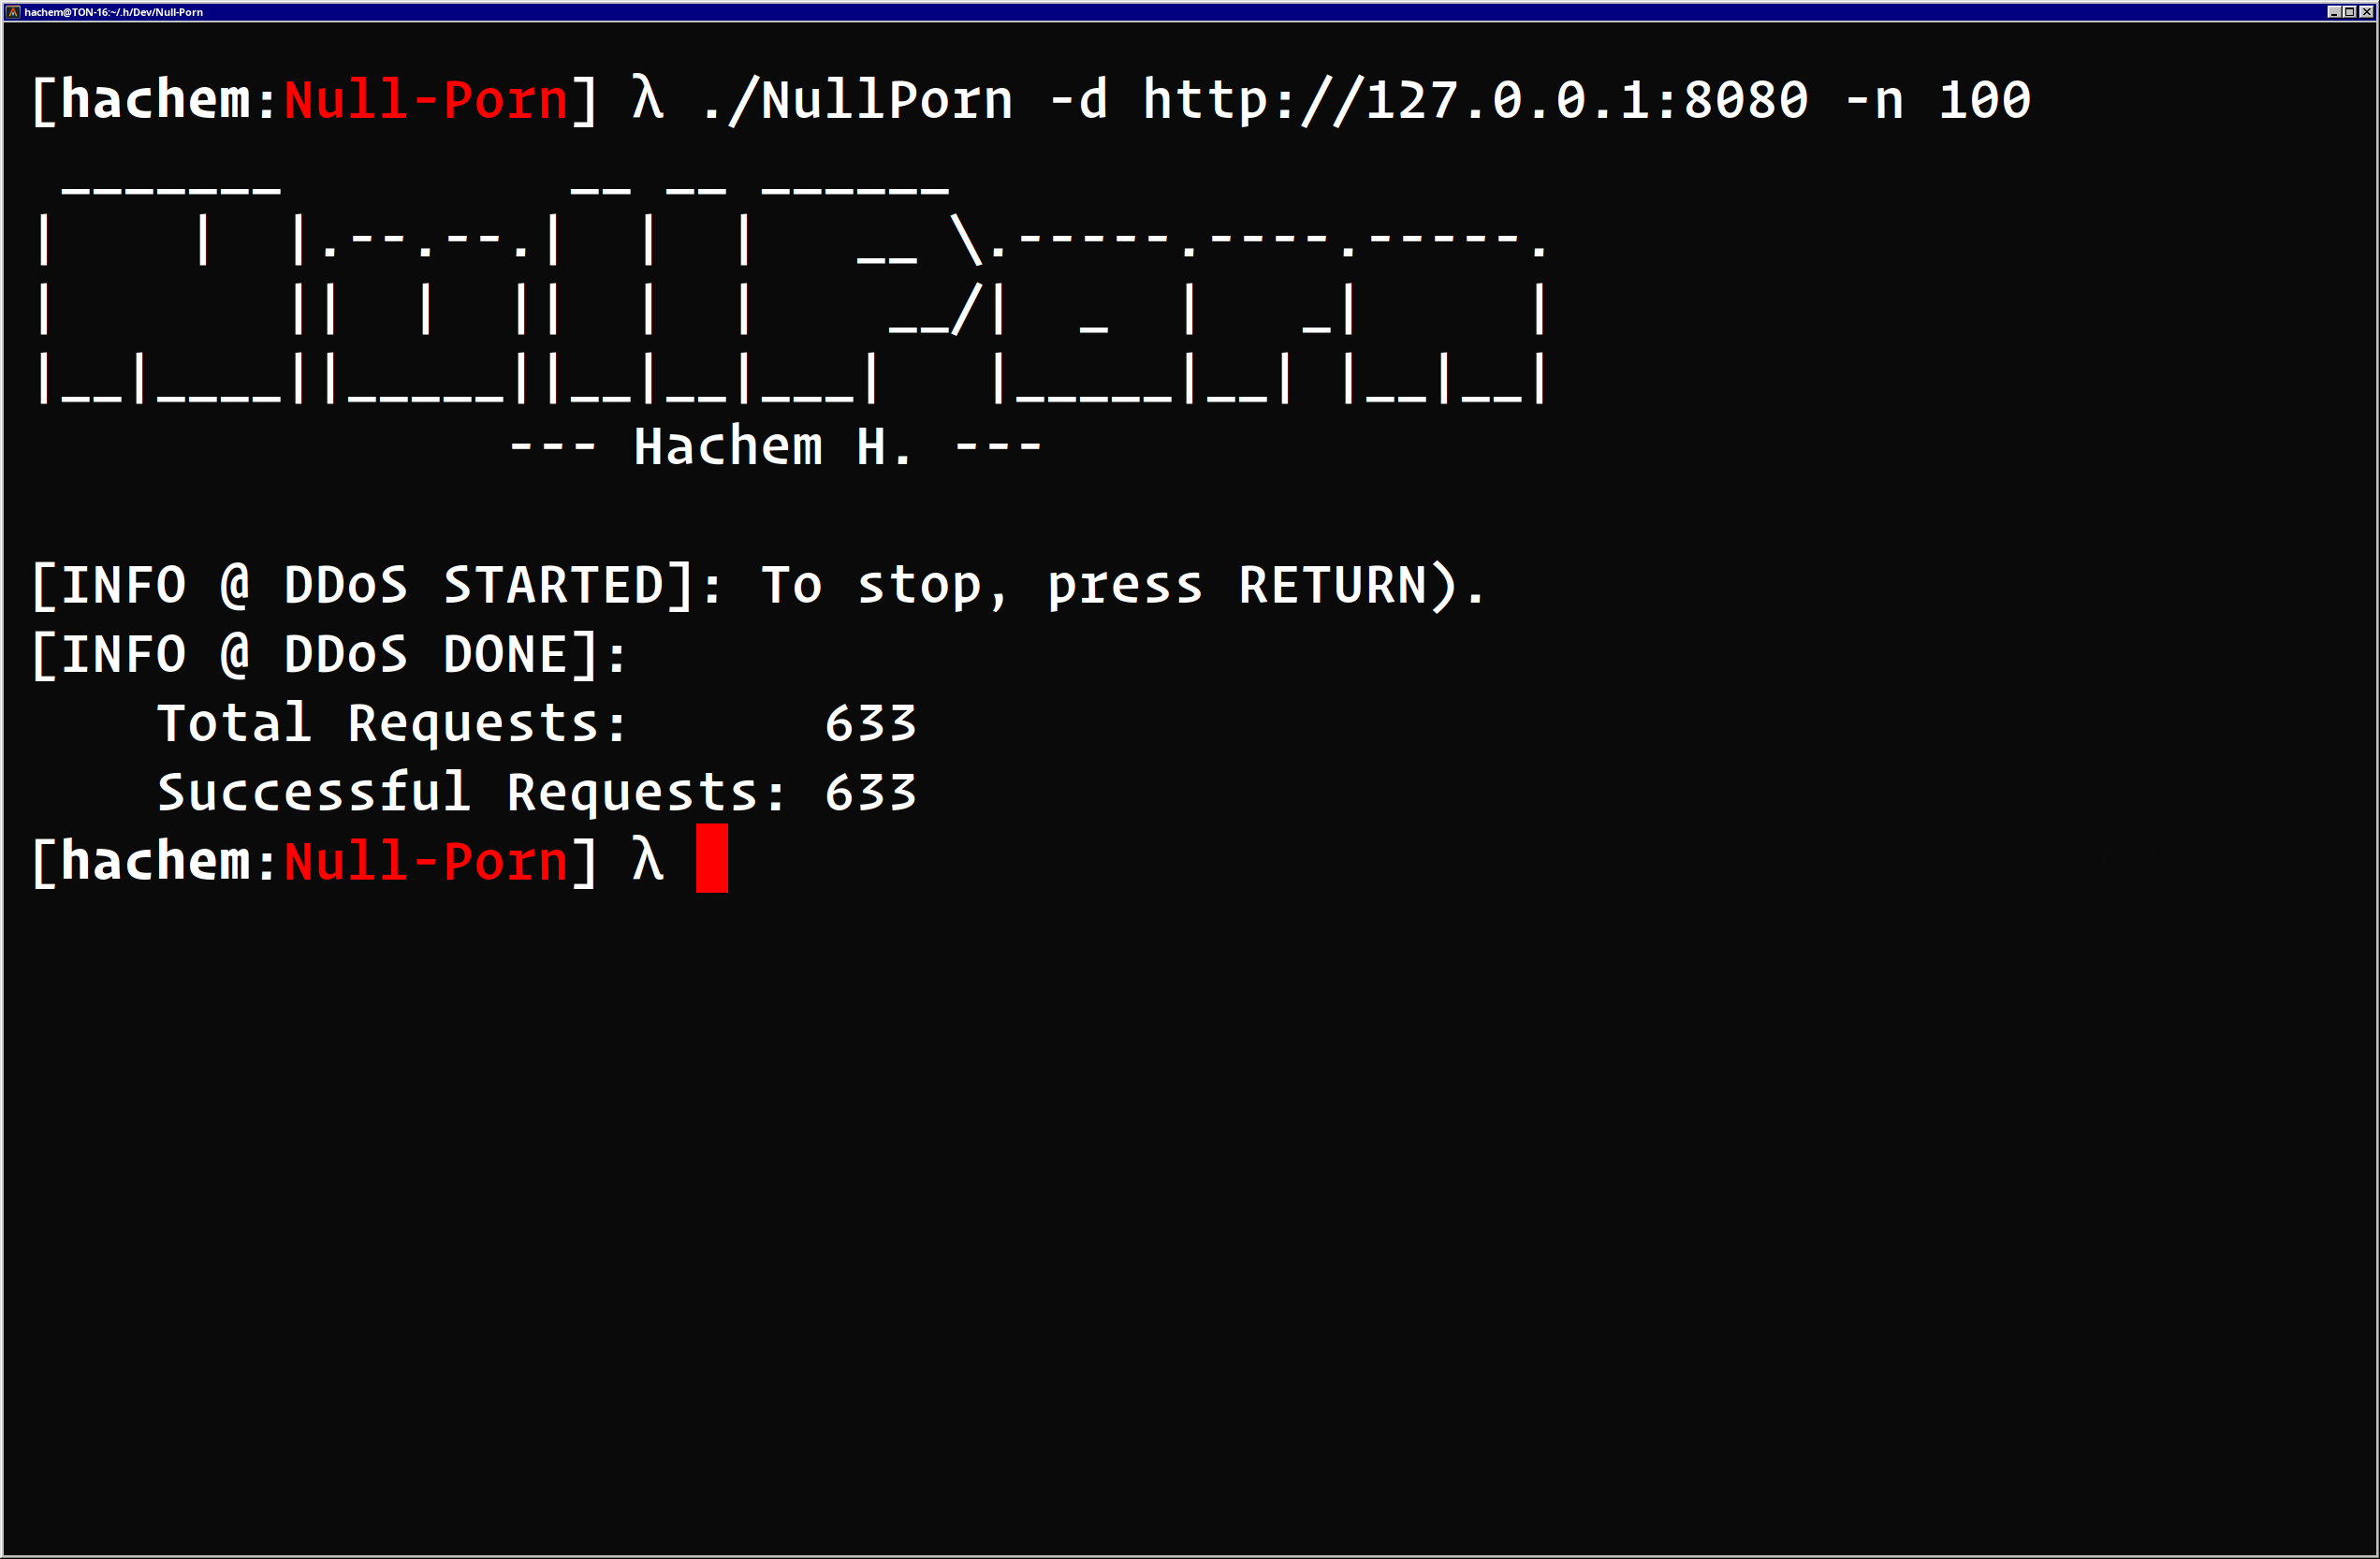 hachem@TON-16:~/.h/Dev/Null-Porn
[hachem:Null-Porn] λ ./NullPorn -d http://127.0.0.1:8080 -n 100
 _______         __ __ ______
|    |  |.--.--.|  |  |   __ \.-----.----.-----.
|       ||  |  ||  |  |    __/|  _  |   _|     |
|__|____||_____||__|__|___|   |_____|__| |__|__|
               --- Hachem H. ---
[INFO @ DDoS STARTED]: To stop, press RETURN).
[INFO @ DDoS DONE]:
    Total Requests:      633
    Successful Requests: 633
[hachem:Null-Porn] λ